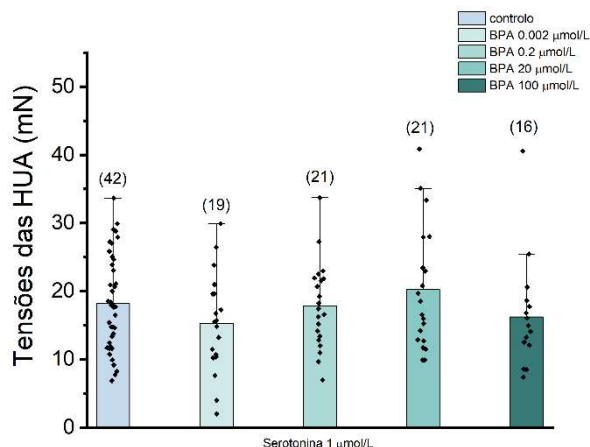 controlo
BPA 0.002 μmol/L
BPA 0.2 μmol/L
BPA 20 μmol/L
BPA 100 μmol/L
Tensões das HUA (mN)
50
40
30
20
10
0
(42)
(19)
(21)
(21)
(16)
Serotonina 1 μmol/L